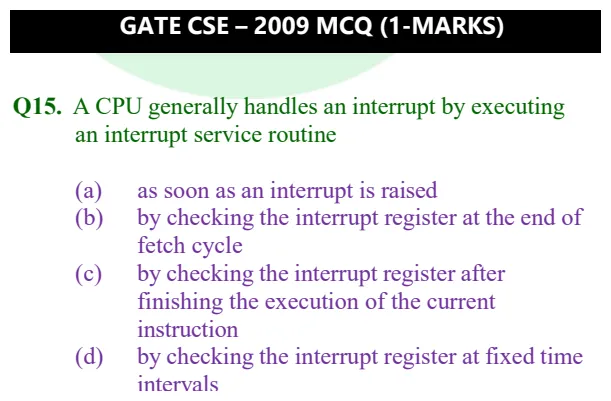 GATE CSE – 2009 MCQ (1-MARKS)
Q15. A CPU generally handles an interrupt by executing
an interrupt service routine
(a) as soon as an interrupt is raised
(b) by checking the interrupt register at the end of
fetch cycle
(c) by checking the interrupt register after
finishing the execution of the current
instruction
(d) by checking the interrupt register at fixed time
intervals